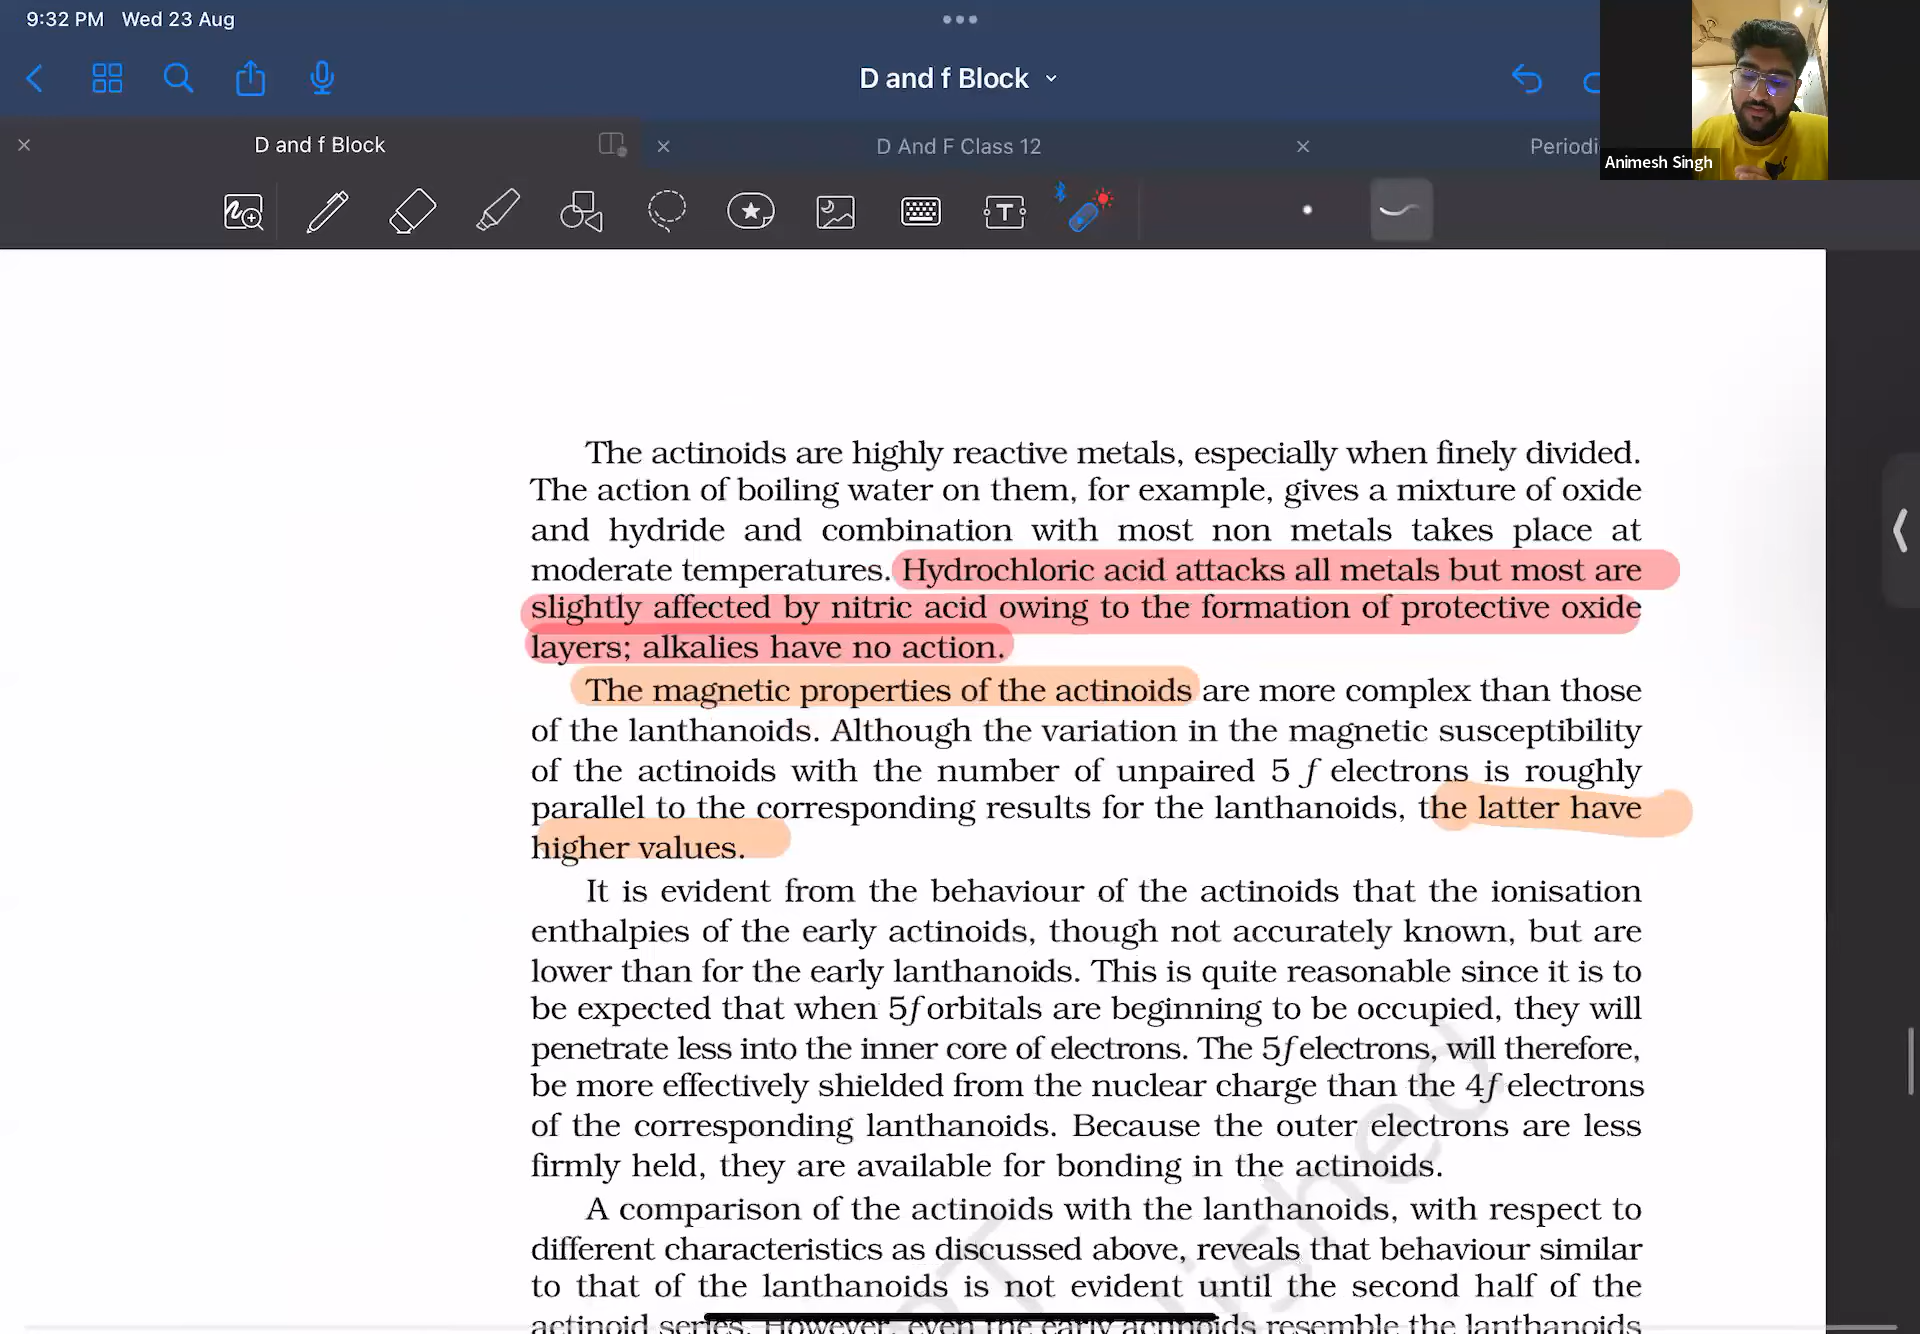 9:32 PM Wed 23 Aug
D and f Block
D and f Block
D And F Class 12
Periodi
Animesh Singh
T
The actinoids are highly reactive metals, especially when finely divided.
The action of boiling water on them, for example, gives a mixture of oxide
and hydride and combination with most non metals takes place at
moderate temperatures. Hydrochloric acid attacks all metals but most are
slightly affected by nitric acid owing to the formation of protective oxide
layers; alkalies have no action.
The magnetic properties of the actinoids are more complex than those
of the lanthanoids. Although the variation in the magnetic susceptibility
of the actinoids with the number of unpaired 5 f electrons is roughly
parallel to the corresponding results for the lanthanoids, the latter have
higher values.
It is evident from the behaviour of the actinoids that the ionisation
enthalpies of the early actinoids, though not accurately known, but are
lower than for the early lanthanoids. This is quite reasonable since it is to
be expected that when 5f orbitals are beginning to be occupied, they will
penetrate less into the inner core of electrons. The 5f electrons, will therefore,
be more effectively shielded from the nuclear charge than the 4f electrons
of the corresponding lanthanoids. Because the outer electrons are less
firmly held, they are available for bonding in the actinoids.
A comparison of the actinoids with the lanthanoids, with respect to
different characteristics as discussed above, reveals that behaviour similar
to that of the lanthanoids is not evident until the second half of the
actinoid series. However, even the early actinoids resemble the lanthanoids